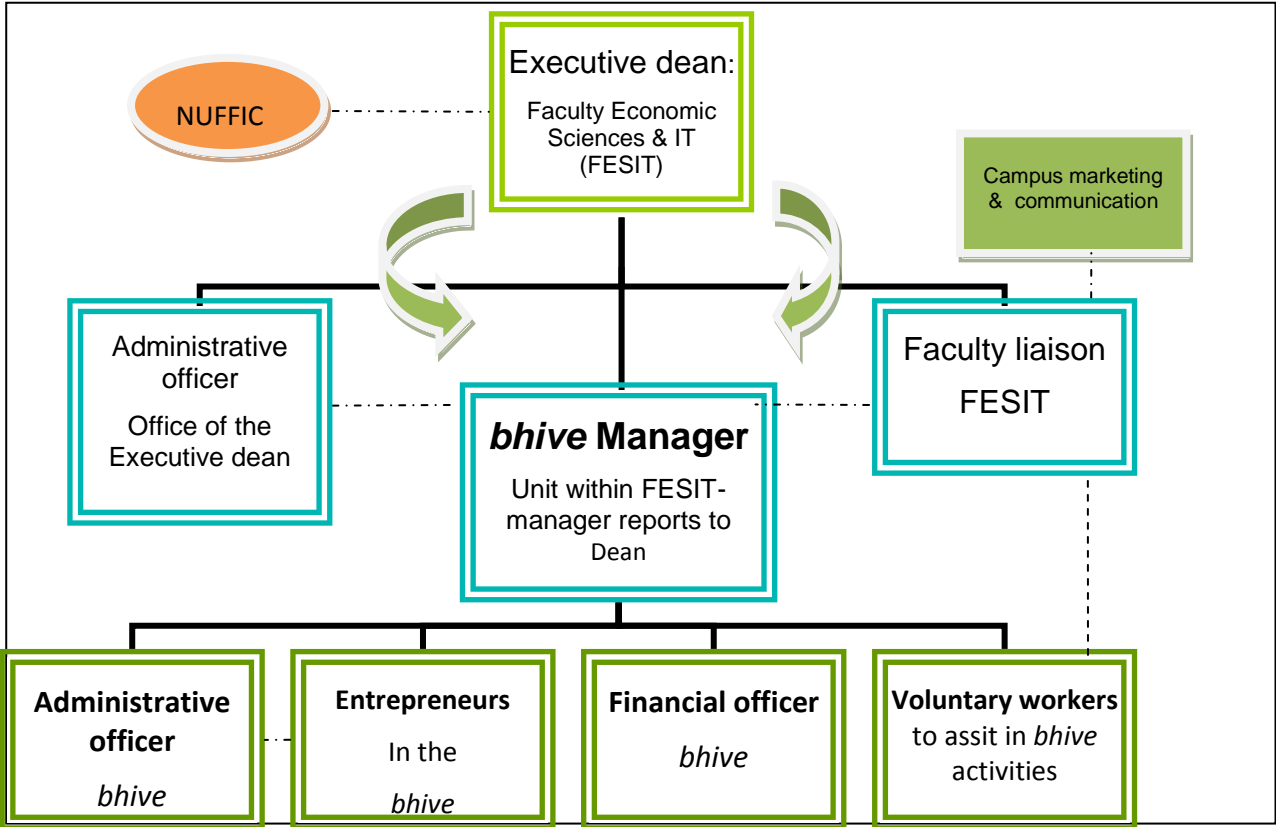 Executive dean:
Faculty Economic
Sciences & IT
(FESIT)
NUFFIC
Campus marketing
& communication
Administrative
officer
Office of the
Executive dean
bhive Manager
Unit within FESIT-
manager reports to
Dean
Faculty liaison
FESIT
Administrative
officer
bhive
Entrepreneurs
In the
bhive
Financial officer
bhive
Voluntary workers
to assit in bhive
activities